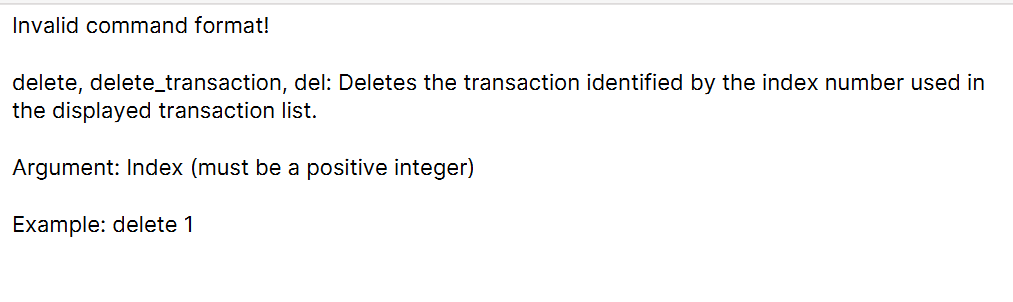 Invalid command format!
delete, delete_transaction, del: Deletes the transaction identified by the index number used in
the displayed transaction list.
Argument: Index (must be a positive integer)
Example: delete 1